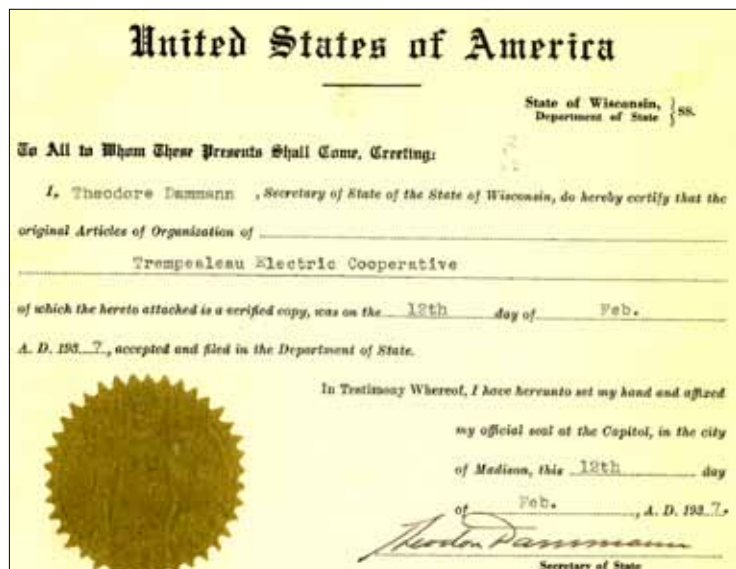 United States of America
State of Wisconsin, } ss.
Department of State
To All to Whom These Presents Shall Come, Greeting:
I, Theodore Dammann , Secretary of State of the State of Wisconsin, do hereby certify that the
original Articles of Organization of
Trempealeau Electric Cooperative
of which the hereto attached is a verified copy, was on the 12th day of Feb.
A. D. 193 7, accepted and filed in the Department of State.
In Testimony Whereof, I have hereunto set my hand and affixed
my official seal at the Capitol, in the city
of Madison, this 12th day
of Feb. , A. D. 193 7.
Theodore Dammann
Secretary of State